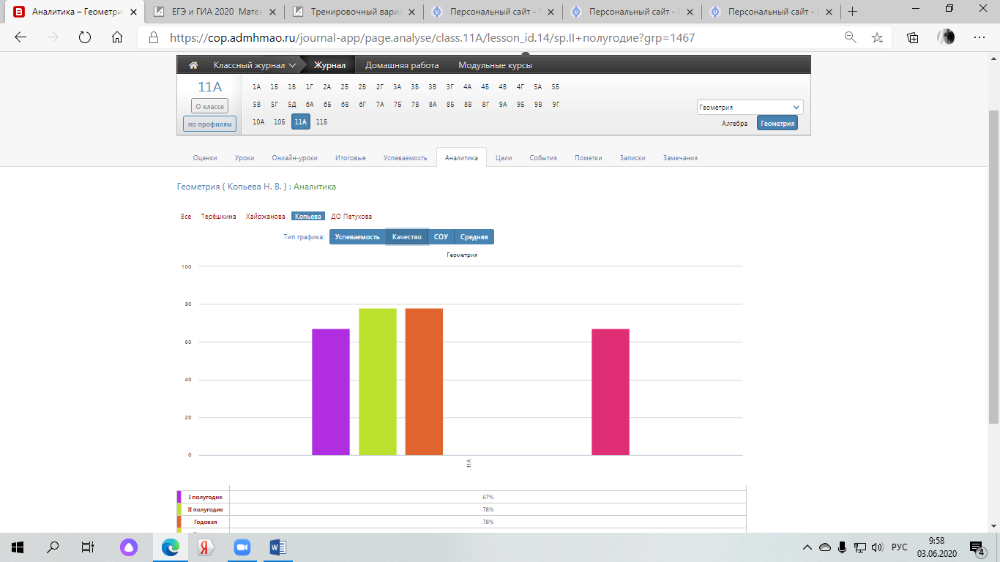 Аналитика – Геометри
ЕГЭ и ГИА 2020 Матем
Тренировочный вариа
Персональный сайт -
Персональный сайт -
Персональный сайт -
https://cop.admhmao.ru/journal-app/page.analyse/class.11А/lesson_id.14/sp.II+полугодие?grp=1467
Классный журнал Журнал Домашняя работа Модульные курсы
11А
О классе
по профилям
1А 1Б 1В 1Г 2А 2Б 2В 2Г 3А 3Б 3В 3Г 4А 4Б 4В 4Г 5А 5Б
5В 5Г 5Д 6А 6Б 6В 6Г 7А 7Б 7В 8А 8Б 8В 8Г 9А 9Б 9В 9Г
10А 10Б 11А 11Б
Геометрия
Алгебра Геометрия
Оценки Уроки Онлайн-уроки Итоговые Успеваемость Аналитика Цели События Пометки Записки Замечания
Геометрия ( Копьева Н. В. ) : Аналитика
Все Терёшкина Хайржанова Копьева ДО Петухова
Тип графика: Успеваемость Качество СОУ Средняя
Геометрия
100
80
60
40
20
0
11А
I полугодие 67%
II полугодие 78%
Годовая 78%
РУС
9:58
03.06.2020
4